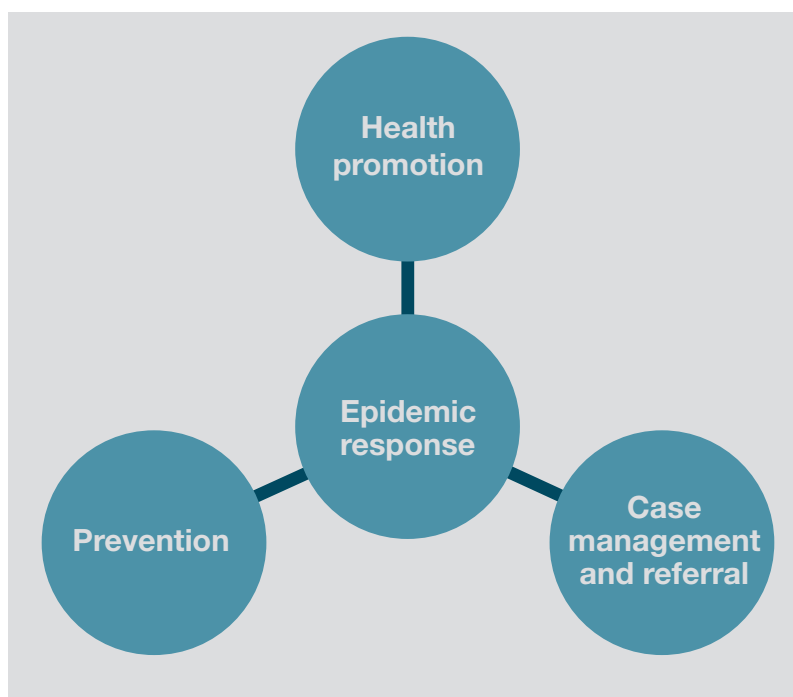 Health
promotion
Epidemic
response
Prevention
Case
management
and referral